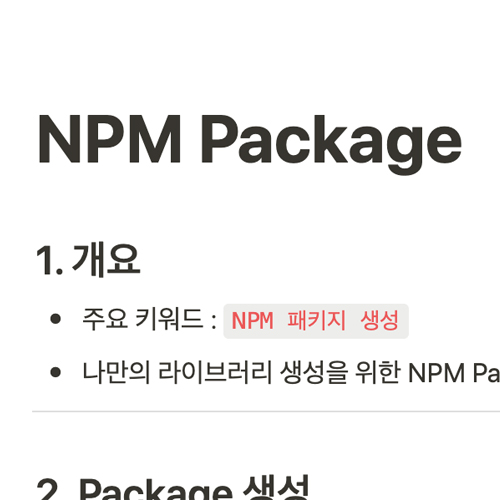 NPM Package
1. 개요
주요 키워드 : NPM 패키지 생성
나만의 라이브러리 생성을 위한 NPM Pa
2. Package 생성